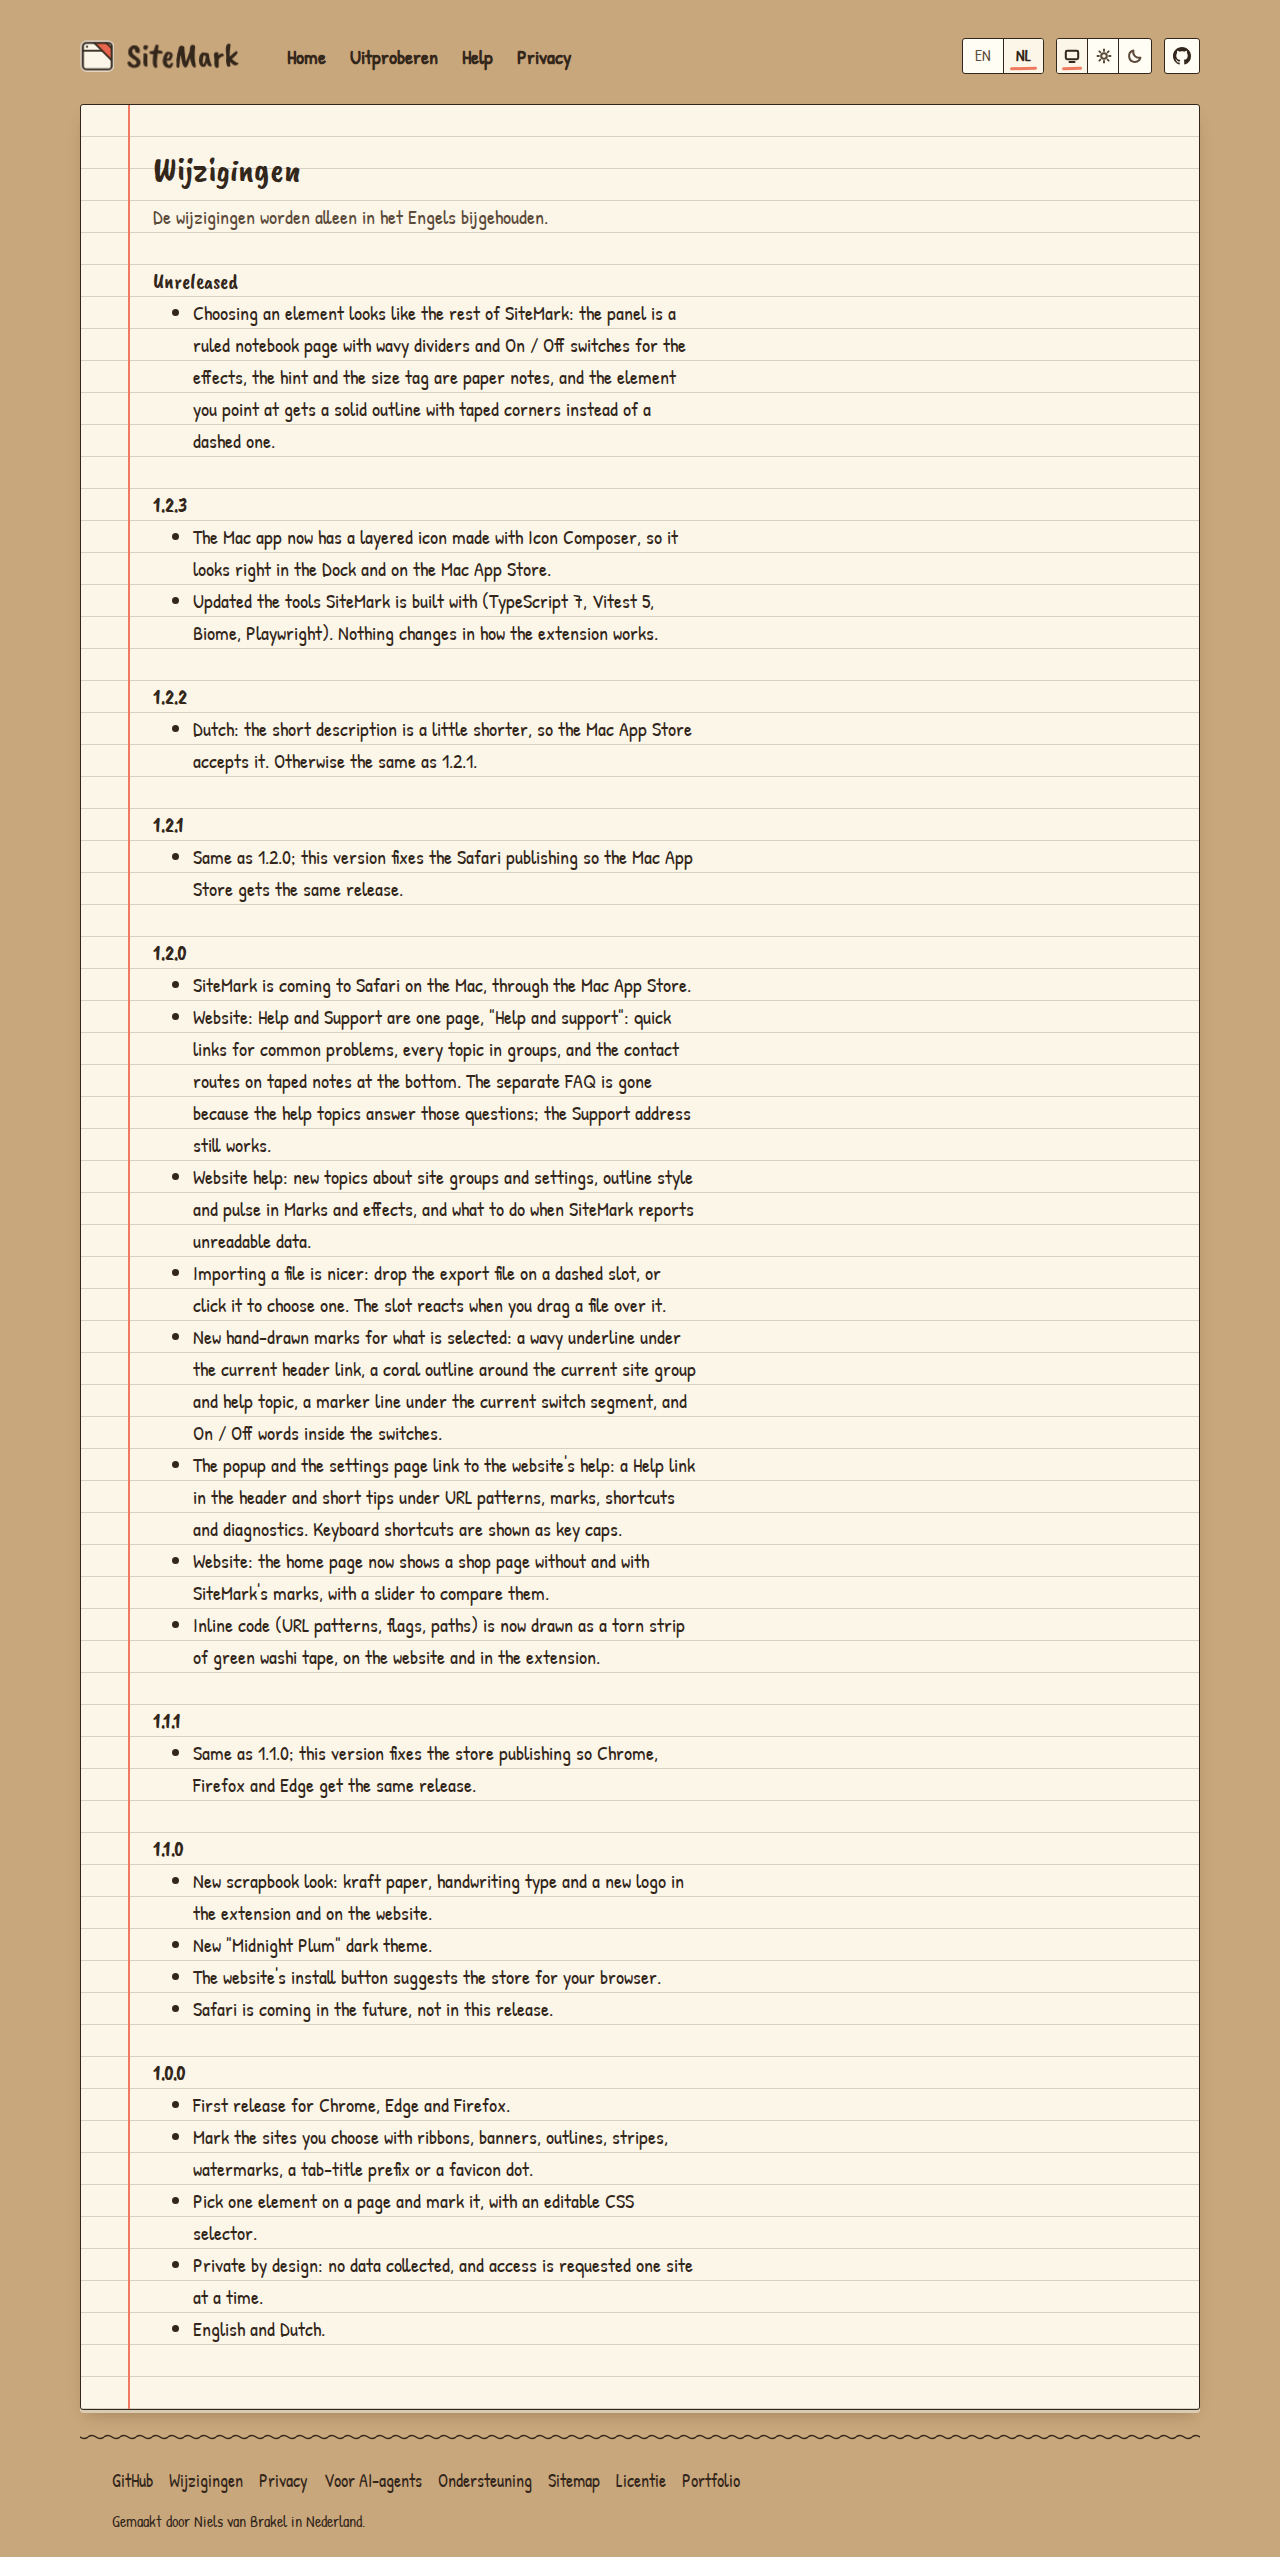 SiteMark
Home Uitproberen Help Privacy
EN NL
Wijzigingen
De wijzigingen worden alleen in het Engels bijgehouden.
Unreleased
Choosing an element looks like the rest of SiteMark: the panel is a
ruled notebook page with wavy dividers and On / Off switches for the
effects, the hint and the size tag are paper notes, and the element
you point at gets a solid outline with taped corners instead of a
dashed one.
1.2.3
The Mac app now has a layered icon made with Icon Composer, so it
looks right in the Dock and on the Mac App Store.
Updated the tools SiteMark is built with (TypeScript 7, Vitest 5,
Biome, Playwright). Nothing changes in how the extension works.
1.2.2
Dutch: the short description is a little shorter, so the Mac App Store
accepts it. Otherwise the same as 1.2.1.
1.2.1
Same as 1.2.0; this version fixes the Safari publishing so the Mac App
Store gets the same release.
1.2.0
SiteMark is coming to Safari on the Mac, through the Mac App Store.
Website: Help and Support are one page, "Help and support": quick
links for common problems, every topic in groups, and the contact
routes on taped notes at the bottom. The separate FAQ is gone
because the help topics answer those questions; the Support address
still works.
Website help: new topics about site groups and settings, outline style
and pulse in Marks and effects, and what to do when SiteMark reports
unreadable data.
Importing a file is nicer: drop the export file on a dashed slot, or
click it to choose one. The slot reacts when you drag a file over it.
New hand-drawn marks for what is selected: a wavy underline under
the current header link, a coral outline around the current site group
and help topic, a marker line under the current switch segment, and
On / Off words inside the switches.
The popup and the settings page link to the website's help: a Help link
in the header and short tips under URL patterns, marks, shortcuts
and diagnostics. Keyboard shortcuts are shown as key caps.
Website: the home page now shows a shop page without and with
SiteMark's marks, with a slider to compare them.
Inline code (URL patterns, flags, paths) is now drawn as a torn strip
of green washi tape, on the website and in the extension.
1.1.1
Same as 1.1.0; this version fixes the store publishing so Chrome,
Firefox and Edge get the same release.
1.1.0
New scrapbook look: kraft paper, handwriting type and a new logo in
the extension and on the website.
New "Midnight Plum" dark theme.
The website's install button suggests the store for your browser.
Safari is coming in the future, not in this release.
1.0.0
First release for Chrome, Edge and Firefox.
Mark the sites you choose with ribbons, banners, outlines, stripes,
watermarks, a tab-title prefix or a favicon dot.
Pick one element on a page and mark it, with an editable CSS
selector.
Private by design: no data collected, and access is requested one site
at a time.
English and Dutch.
GitHub Wijzigingen Privacy Voor AI-agents Ondersteuning Sitemap Licentie Portfolio
Gemaakt door Niels van Brakel in Nederland.